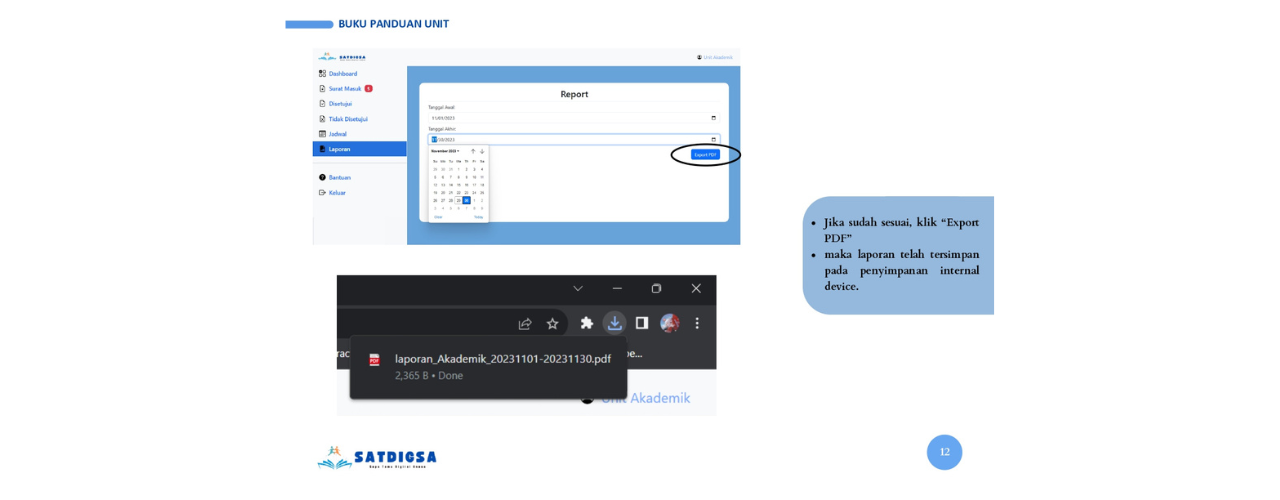 BUKU PANDUAN UNIT
SATDIGSA
Unit Akademik
Dashboard
Surat Masuk 1
Disetujui
Tidak Disetujui
Jadwal
Laporan
Bantuan
Keluar
Report
Tanggal Awal
11/01/2023
Tanggal Akhir
11/30/2023
November 2023
Su Mo Tu We Th Fr Sa
29 30 31 1 2 3 4
5 6 7 8 9 10 11
12 13 14 15 16 17 18
19 20 21 22 23 24 25
26 27 28 29 30 1 2
3 4 5 6 7 8 9
Clear Today
Export PDF
• Jika sudah sesuai, klik “Export
PDF”
• maka laporan telah tersimpan
pada penyimpanan internal
device.
rac
be...
laporan_Akademik_20231101-20231130.pdf
2,365 B • Done
Unit Akademik
SATDIGSA
12